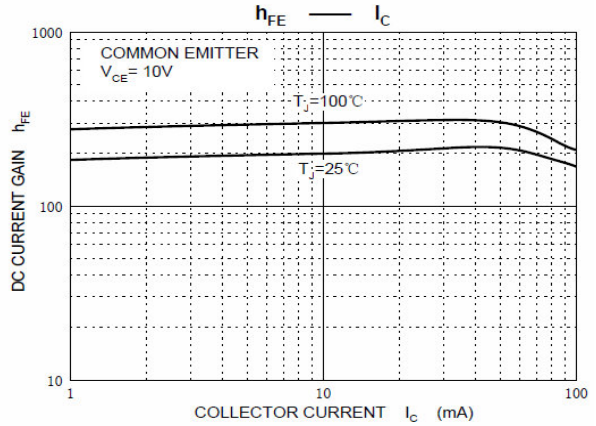 hFE — IC
1000
COMMON EMITTER
VCE= 10V
TJ=100℃
TJ=25℃
100
10
DC CURRENT GAIN hFE
1
10
100
COLLECTOR CURRENT IC (mA)